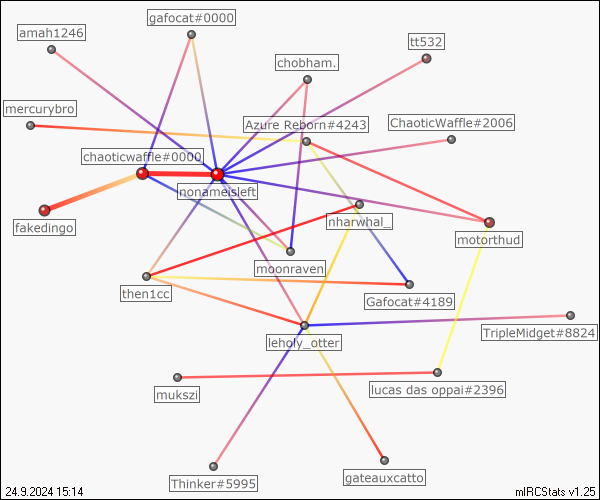 gafocat#0000
amah1246
tt532
chobham.
mercurybro
Azure Reborn#4243
ChaoticWaffle#2006
chaoticwaffle#0000
nonameisleft
fakedingo
nharwhal_
motorthud
moonraven
then1cc
Gafocat#4189
TripleMidget#8824
leholy_otter
mukszi
lucas das oppai#2396
Thinker#5995
gateauxcatto
24.9.2024 15:14
mIRCStats v1.25